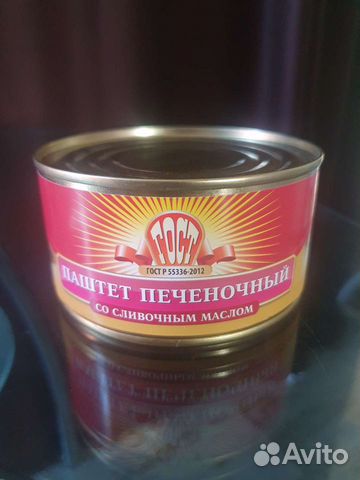 ГОСТ
ГОСТ Р 55336-2012
ПАШТЕТ ПЕЧЕНОЧНЫЙ
СО СЛИВОЧНЫМ МАСЛОМ
Avito